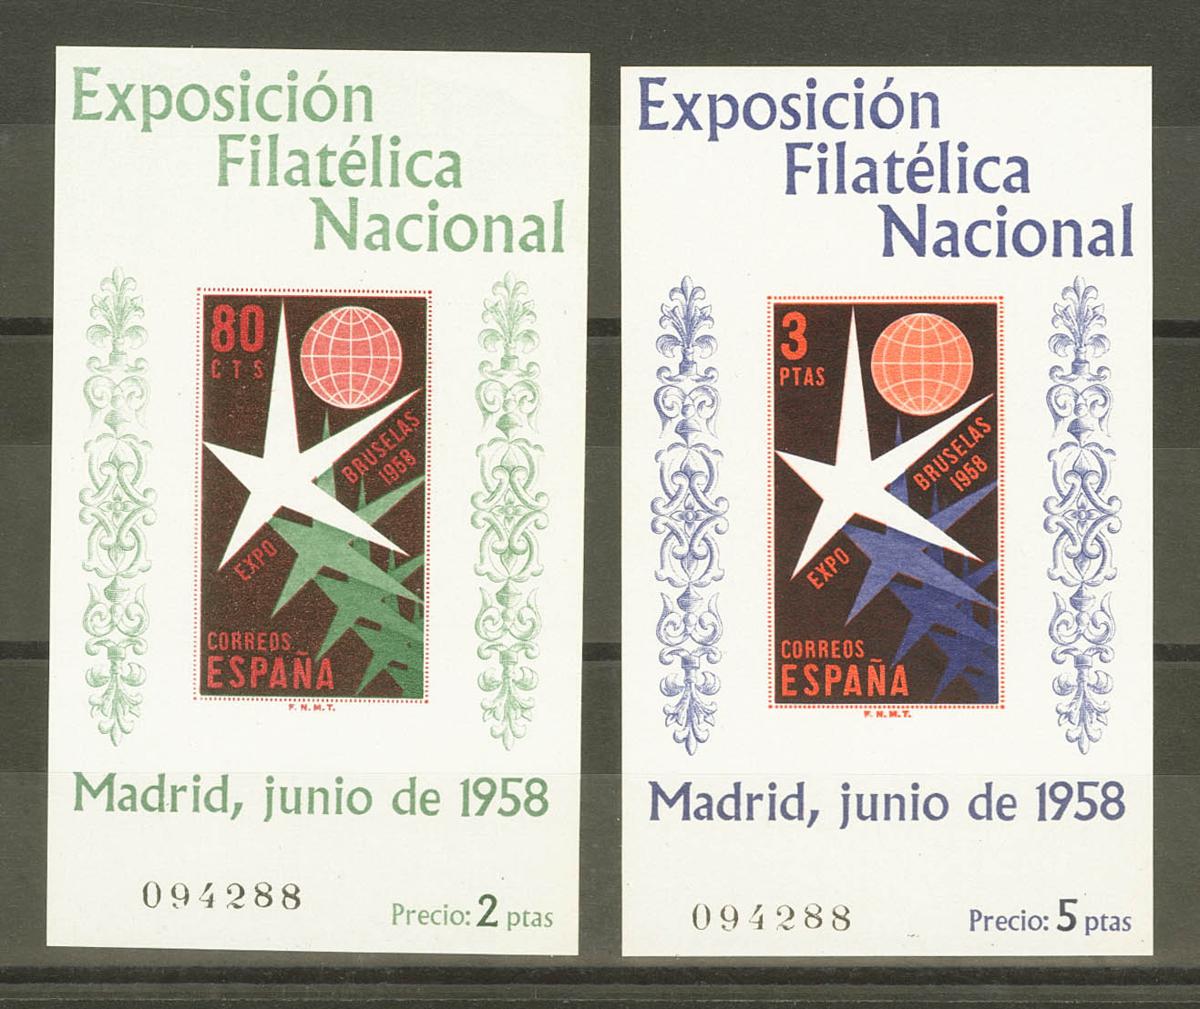 Exposición
Filatélica
Nacional
80
CTS
BRUSELAS
1958
EXPO
CORREOS
ESPAÑA
F.N.M.T.
Madrid, junio de 1958
094288
Precio: 2 ptas
Exposición
Filatélica
Nacional
3
PTAS
BRUSELAS
1958
EXPO
CORREOS
ESPAÑA
F.N.M.T.
Madrid, junio de 1958
094288
Precio: 5 ptas